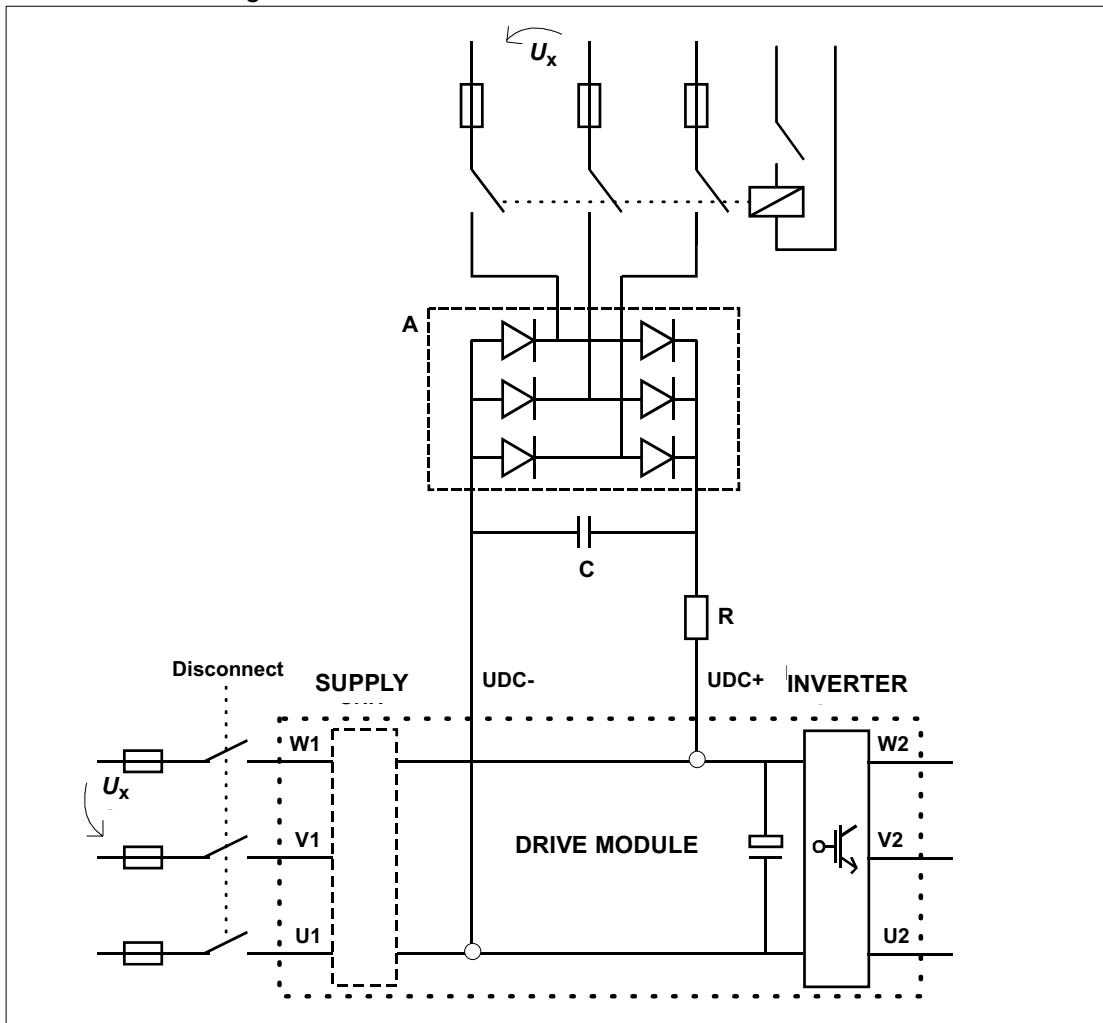 Ux
A
C
R
Disconnect
SUPPLY
UDC-
UDC+
INVERTER
W1
W2
Ux
V1
DRIVE MODULE
V2
U1
U2